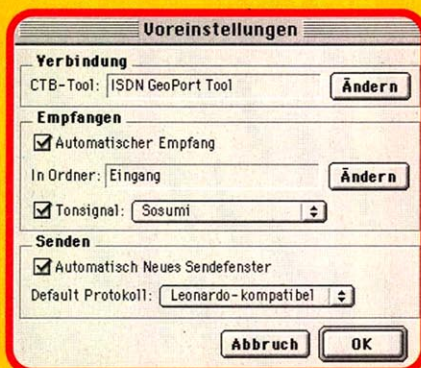 Voreinstellungen
Verbindung
CTB-Tool: ISDN GeoPort Tool Ändern
Empfangen
Automatischer Empfang
In Ordner: Eingang Ändern
Tonsignal: Sosumi
Senden
Automatisch Neues Sendefenster
Default Protokoll: Leonardo-kompatibel
Abbruch OK